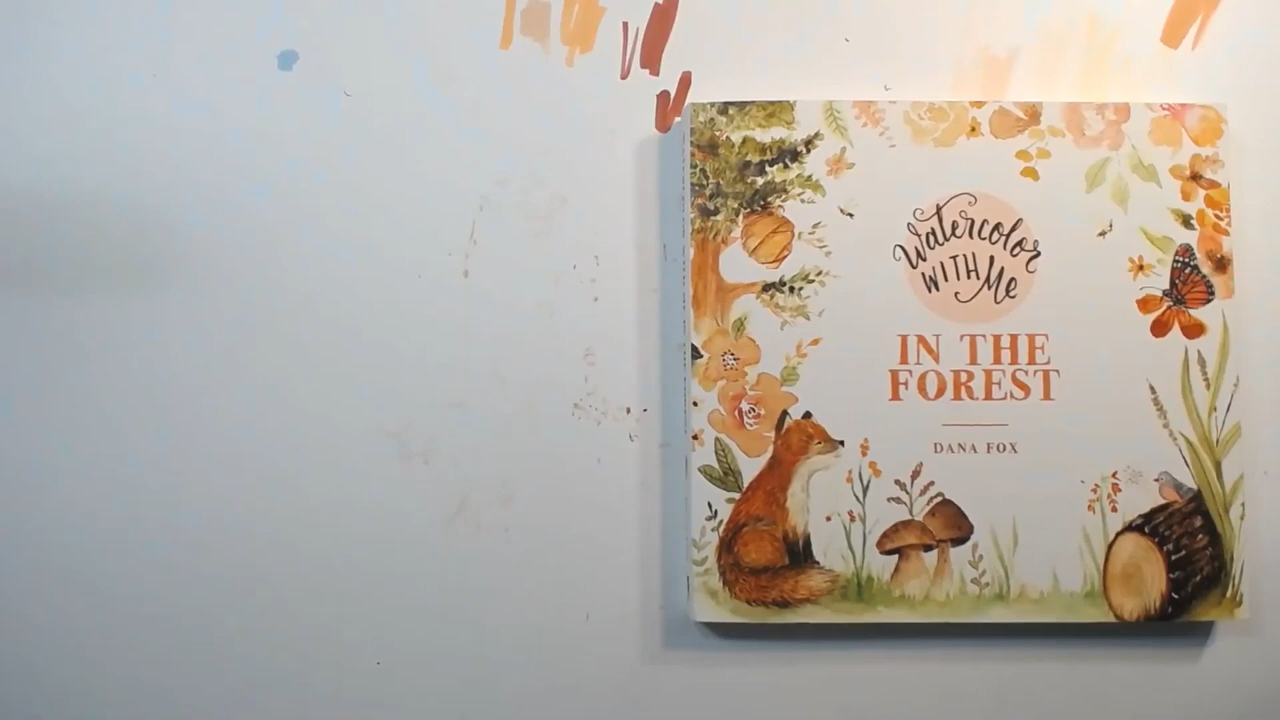 Watercolor
WITH Me
IN THE
FOREST
DANA FOX